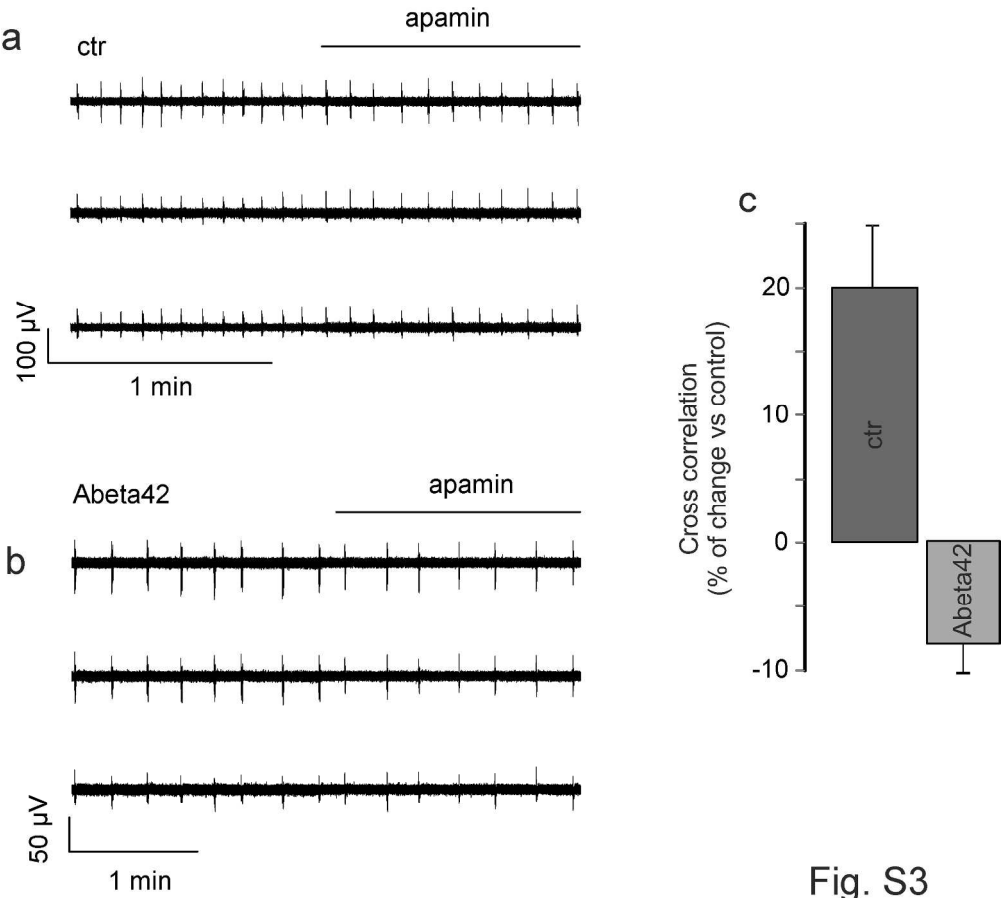 a
ctr
apamin
100 µV
1 min
b
Abeta42
apamin
50 µV
1 min
c
Cross correlation
(% of change vs control)
20
10
0
-10
ctr
Abeta42
Fig. S3